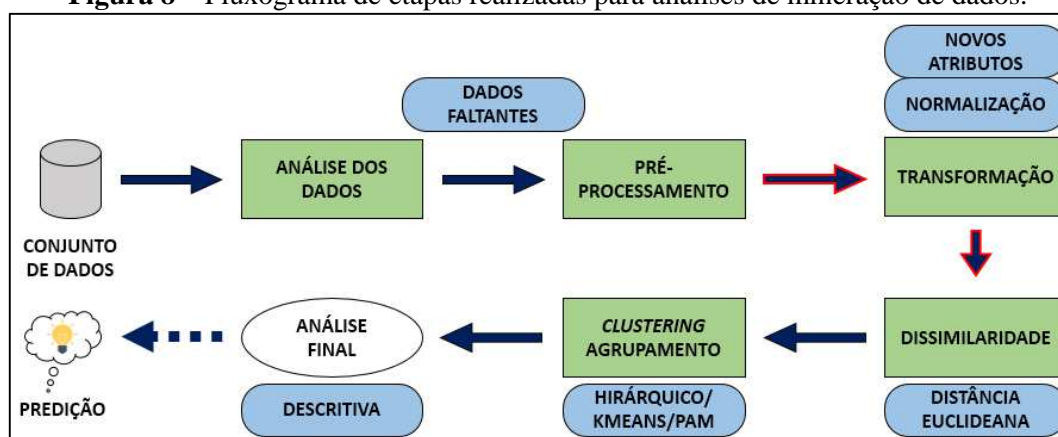 Figura 8 – Fluxograma de etapas realizadas para análises de mineração de dados.
NOVOS
ATRIBUTOS
DADOS
FALTANTES
NORMALIZAÇÃO
ANÁLISE DOS
DADOS
PRÉ-
PROCESSAMENTO
TRANSFORMAÇÃO
CONJUNTO
DE DADOS
PREDIÇÃO
ANÁLISE
FINAL
DESCRITIVA
CLUSTERING
AGRUPAMENTO
HIRÁRQUICO/
KMEANS/PAM
DISSIMILARIDADE
DISTÂNCIA
EUCLIDEANA